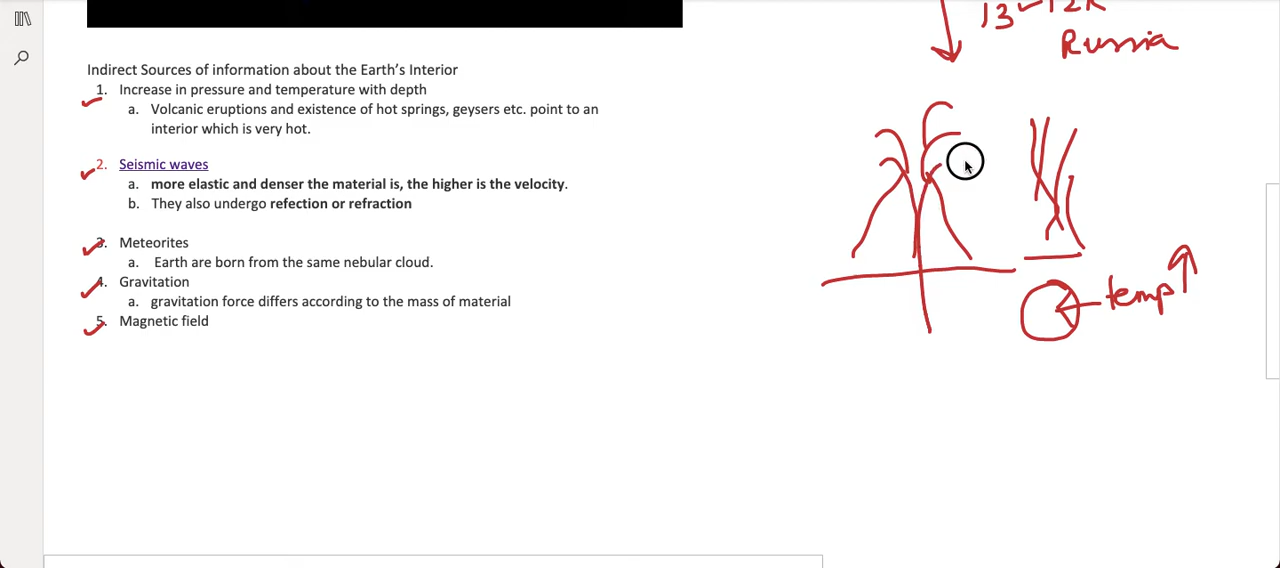 Russia
Indirect Sources of information about the Earth's Interior
1. Increase in pressure and temperature with depth
a. Volcanic eruptions and existence of hot springs, geysers etc. point to an
interior which is very hot.
2. Seismic waves
a. more elastic and denser the material is, the higher is the velocity.
b. They also undergo refection or refraction
3. Meteorites
a. Earth are born from the same nebular cloud.
4. Gravitation
a. gravitation force differs according to the mass of material
5. Magnetic field
temp